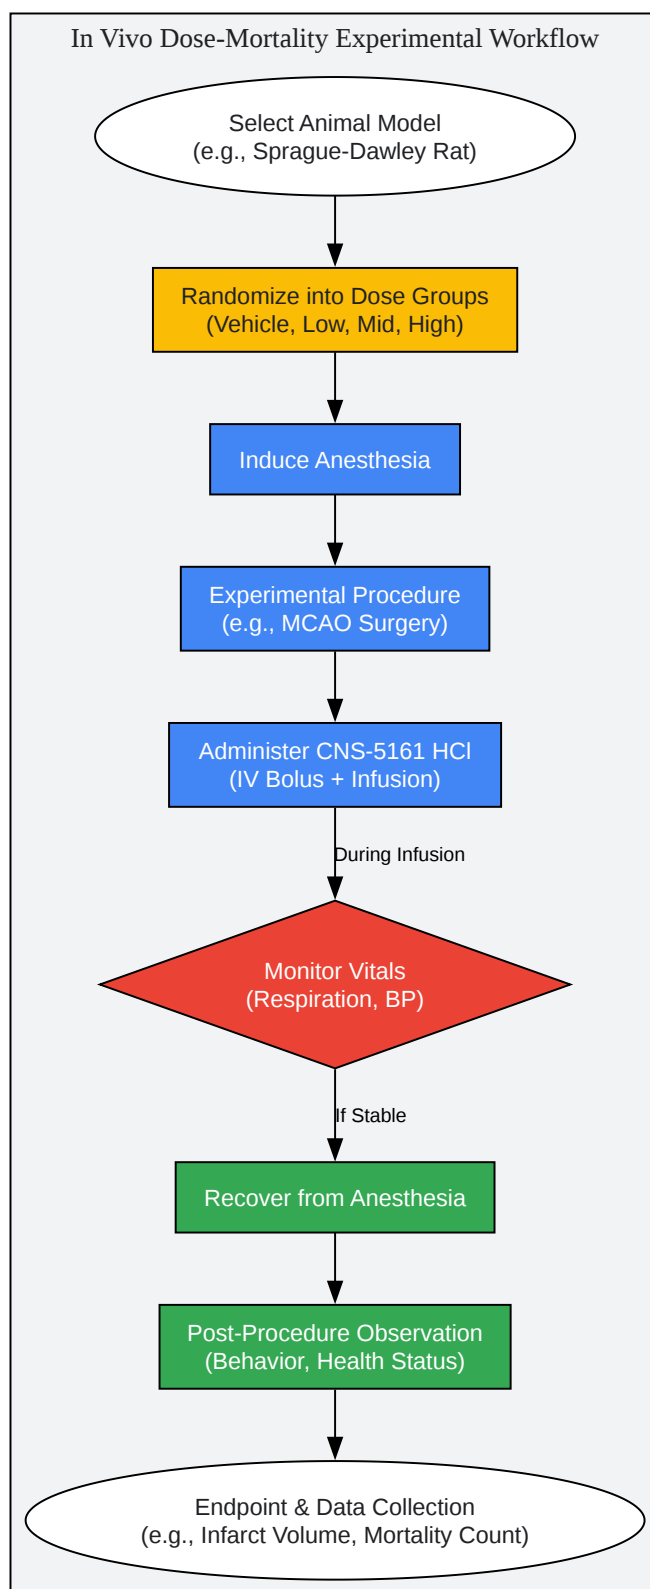 In Vivo Dose-Mortality Experimental Workflow
Select Animal Model
(e.g., Sprague-Dawley Rat)
Randomize into Dose Groups
(Vehicle, Low, Mid, High)
Induce Anesthesia
Experimental Procedure
(e.g., MCAO Surgery)
Administer CNS-5161 HCl
(IV Bolus + Infusion)
During Infusion
Monitor Vitals
(Respiration, BP)
If Stable
Recover from Anesthesia
Post-Procedure Observation
(Behavior, Health Status)
Endpoint & Data Collection
(e.g., Infarct Volume, Mortality Count)